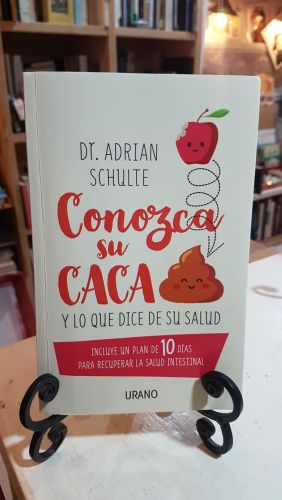 Dr. ADRIAN
SCHULTE
Conozca
su
CACA
Y LO QUE DICE DE SU SALUD
INCLUYE UN PLAN DE 10 DÍAS
PARA RECUPERAR LA SALUD INTESTINAL
URANO